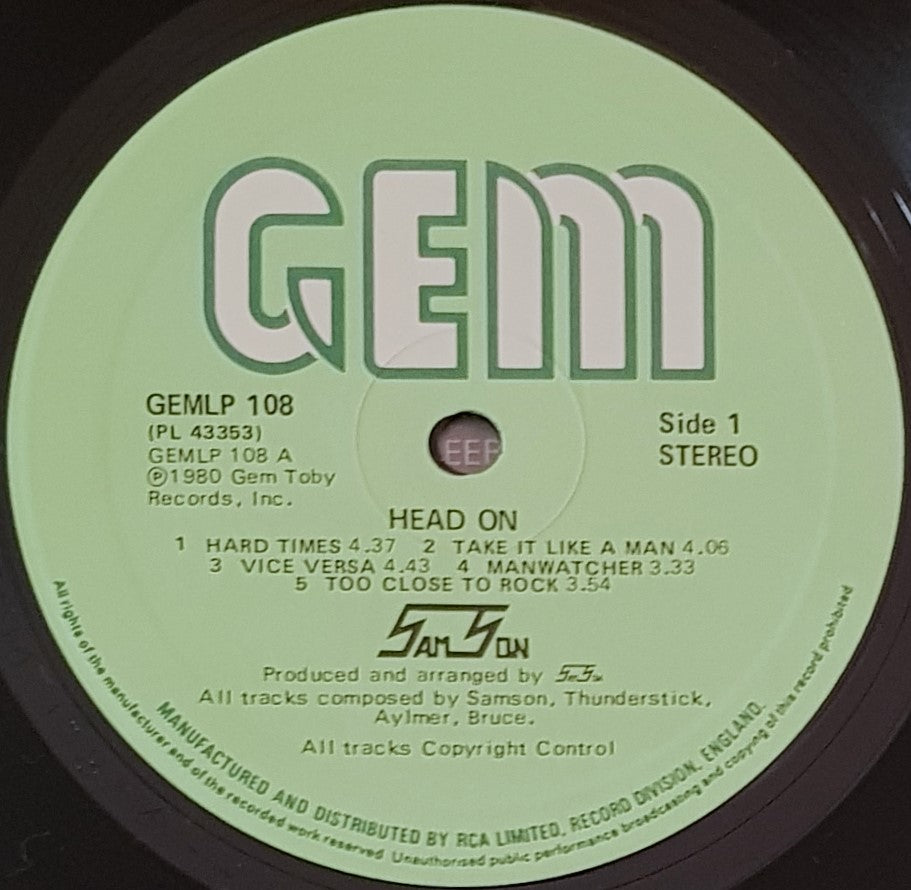 GEM
GEMLP 108
(PL 43353)
GEMLP 108 A
Ⓟ1980 Gem Toby
Records, Inc.
Side 1
STEREO
EEP
HEAD ON
1 HARD TIMES 4.37 2 TAKE IT LIKE A MAN 4.06
3 VICE VERSA 4.43 4 MANWATCHER 3.33
5 TOO CLOSE TO ROCK 3.54
SAMSON
Produced and arranged by SAMSON
All tracks composed by Samson, Thunderstick,
Aylmer, Bruce.
All tracks Copyright Control
MANUFACTURED AND DISTRIBUTED BY RCA LIMITED, RECORD DIVISION, ENGLAND.
All rights of the manufacturer and of the recorded work reserved Unauthorised public performance broadcasting and copying of this record prohibited